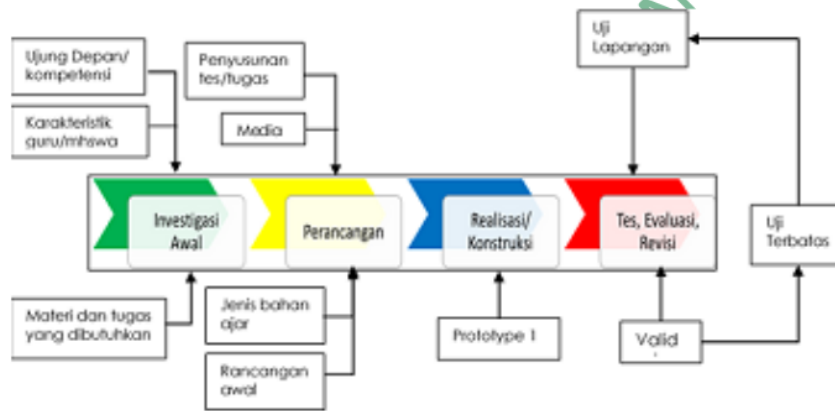 Ujung Depan/
kompetensi
Karakteristik
guru/mhswa
Penyusunan
tes/tugas
Media
Uji
Lapangan
Investigasi
Awal
Perancangan
Realisasi/
Konstruksi
Tes, Evaluasi,
Revisi
Uji
Terbatas
Materi dan tugas
yang dibutuhkan
Jenis bahan
ajar
Rancangan
awal
Prototype 1
Valid